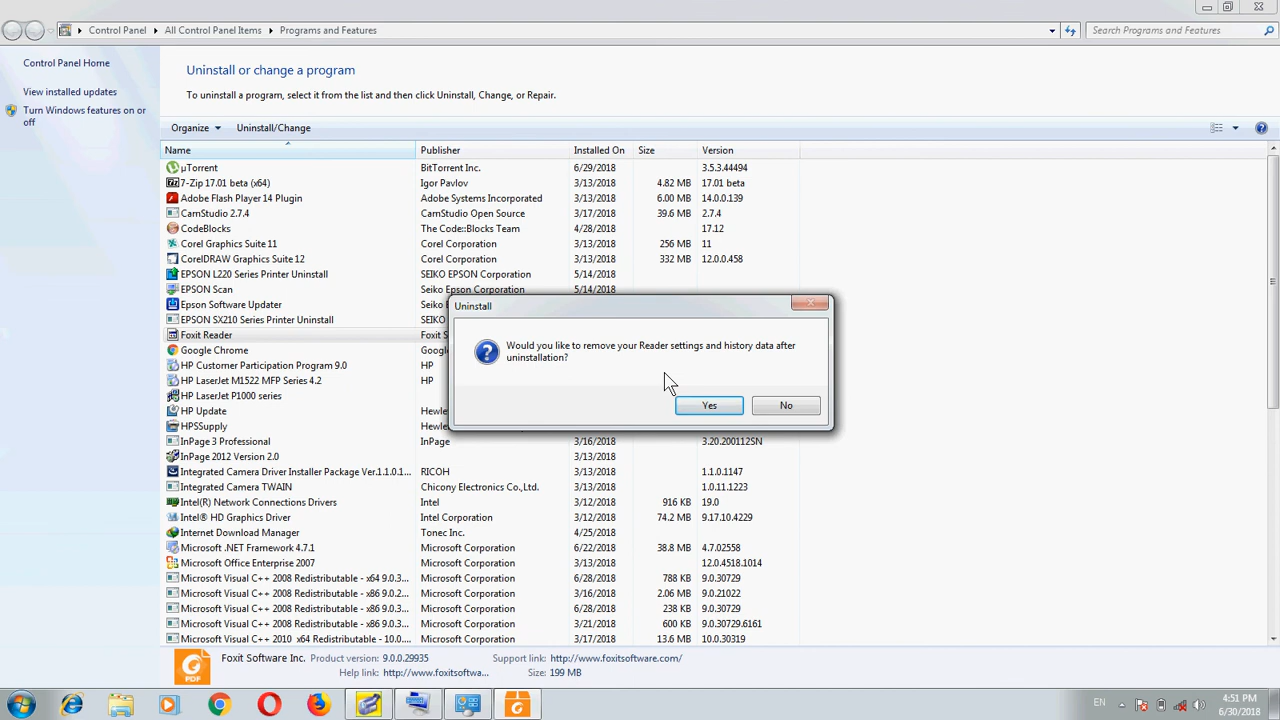 Control Panel All Control Panel Items Programs and Features
Search Programs and Features
Control Panel Home
View installed updates
Turn Windows features on or
off
Uninstall or change a program
To uninstall a program, select it from the list and then click Uninstall, Change, or Repair.
Organize Uninstall/Change
Name Publisher Installed On Size Version
µTorrent BitTorrent Inc. 6/29/2018 3.5.3.44494
7-Zip 17.01 beta (x64) Igor Pavlov 3/13/2018 4.82 MB 17.01 beta
Adobe Flash Player 14 Plugin Adobe Systems Incorporated 3/13/2018 6.00 MB 14.0.0.139
CamStudio 2.7.4 CamStudio Open Source 3/17/2018 39.6 MB 2.7.4
CodeBlocks The Code::Blocks Team 4/28/2018 17.12
Corel Graphics Suite 11 Corel Corporation 3/13/2018 256 MB 11
CorelDRAW Graphics Suite 12 Corel Corporation 3/13/2018 332 MB 12.0.0.458
EPSON L220 Series Printer Uninstall SEIKO EPSON Corporation 5/14/2018
EPSON Scan Seiko Epson Corporation 5/14/2018
Epson Software Updater Seiko
EPSON SX210 Series Printer Uninstall SEIKO
Foxit Reader Foxit S
Google Chrome Google
HP Customer Participation Program 9.0 HP
HP LaserJet M1522 MFP Series 4.2 HP
HP LaserJet P1000 series
HP Update Hewle
HPSSupply Hewle
InPage 3 Professional InPage 3/16/2018 3.20.200112SN
InPage 2012 Version 2.0 3/13/2018
Integrated Camera Driver Installer Package Ver.1.1.0.1... RICOH 3/13/2018 1.1.0.1147
Integrated Camera TWAIN Chicony Electronics Co.,Ltd. 3/13/2018 1.0.11.1223
Intel(R) Network Connections Drivers Intel 3/12/2018 916 KB 19.0
Intel® HD Graphics Driver Intel Corporation 3/12/2018 74.2 MB 9.17.10.4229
Internet Download Manager Tonec Inc. 4/25/2018
Microsoft .NET Framework 4.7.1 Microsoft Corporation 6/22/2018 38.8 MB 4.7.02558
Microsoft Office Enterprise 2007 Microsoft Corporation 3/13/2018 12.0.4518.1014
Microsoft Visual C++ 2008 Redistributable - x64 9.0.3... Microsoft Corporation 6/28/2018 788 KB 9.0.30729
Microsoft Visual C++ 2008 Redistributable - x86 9.0.2... Microsoft Corporation 3/16/2018 2.06 MB 9.0.21022
Microsoft Visual C++ 2008 Redistributable - x86 9.0.3... Microsoft Corporation 6/28/2018 238 KB 9.0.30729
Microsoft Visual C++ 2008 Redistributable - x86 9.0.3... Microsoft Corporation 3/21/2018 600 KB 9.0.30729.6161
Microsoft Visual C++ 2010 x64 Redistributable - 10.0.... Microsoft Corporation 3/17/2018 13.6 MB 10.0.30319
Uninstall
Would you like to remove your Reader settings and history data after
uninstallation?
Yes No
Foxit Software Inc. Product version: 9.0.0.29935 Support link: http://www.foxitsoftware.com/
Help link: http://www.foxitsoftwa... Size: 199 MB
PDF
EN
4:51 PM
6/30/2018